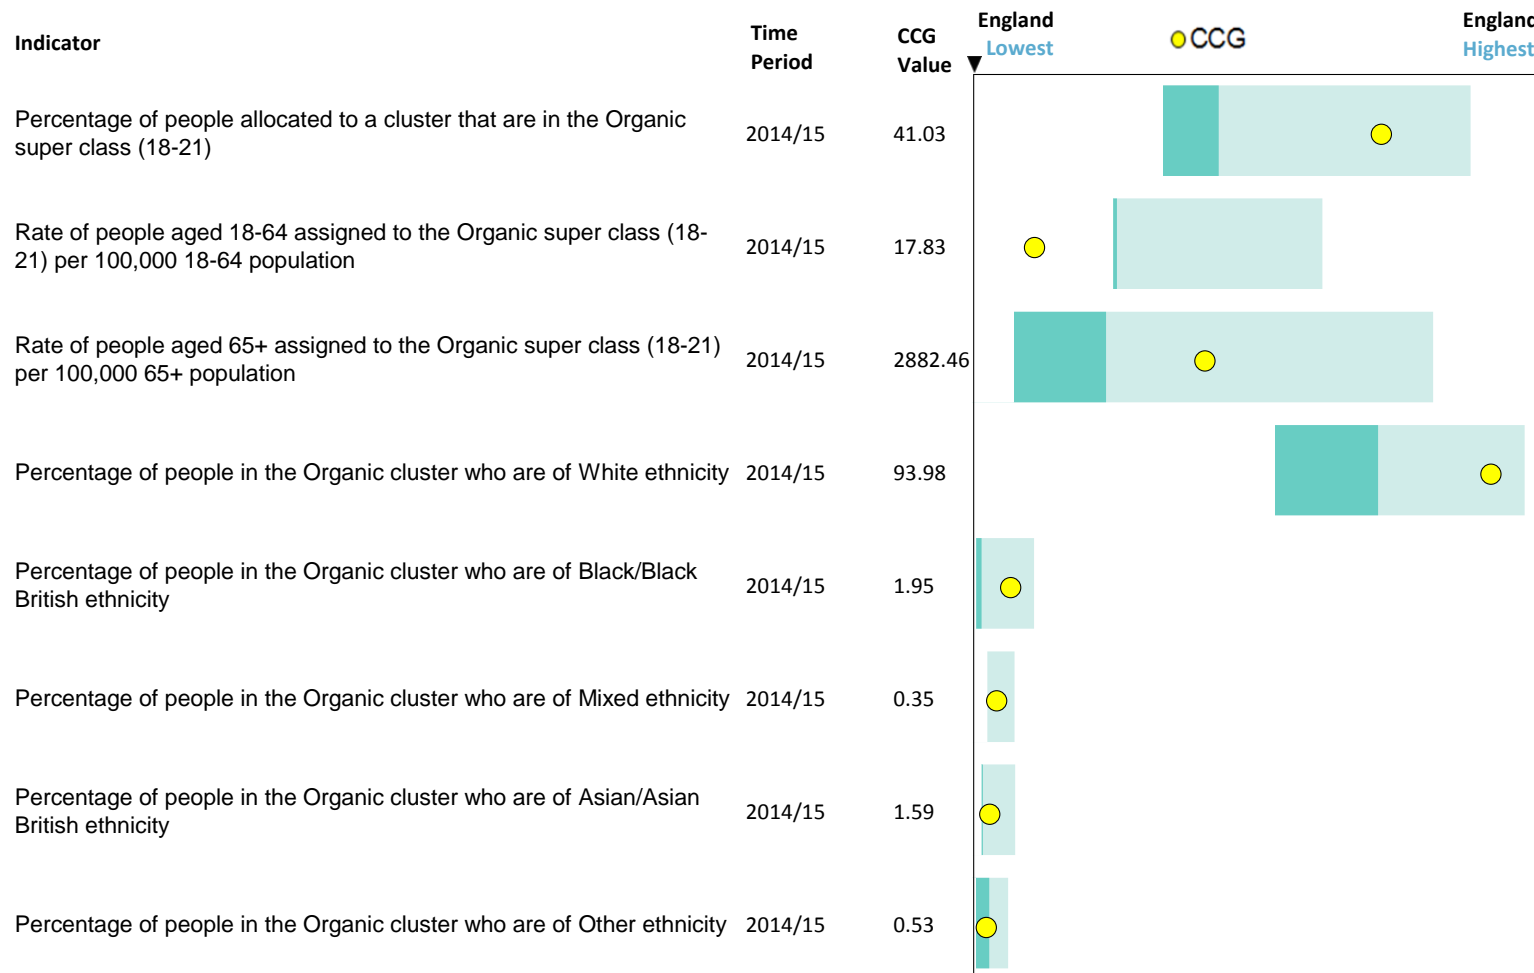 Indicator
Time
Period
CCG
Value
England
Lowest
CCG
England
Highest
Percentage of people allocated to a cluster that are in the Organic
super class (18-21)
2014/15
41.03
Rate of people aged 18-64 assigned to the Organic super class (18-
21) per 100,000 18-64 population
2014/15
17.83
Rate of people aged 65+ assigned to the Organic super class (18-21)
per 100,000 65+ population
2014/15
2882.46
Percentage of people in the Organic cluster who are of White ethnicity
2014/15
93.98
Percentage of people in the Organic cluster who are of Black/Black
British ethnicity
2014/15
1.95
Percentage of people in the Organic cluster who are of Mixed ethnicity
2014/15
0.35
Percentage of people in the Organic cluster who are of Asian/Asian
British ethnicity
2014/15
1.59
Percentage of people in the Organic cluster who are of Other ethnicity
2014/15
0.53